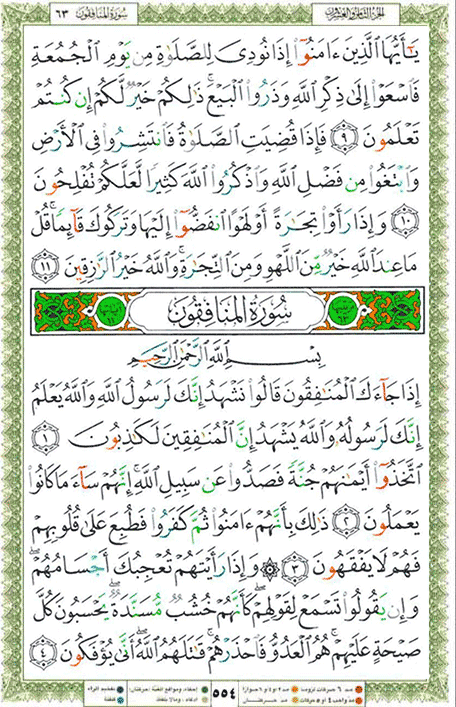 الجزء الثامن والعشرون
سورة المنافقون ٦٣
يَٰٓأَيُّهَا ٱلَّذِينَ ءَامَنُوٓا۟ إِذَا نُودِىَ لِلصَّلَوٰةِ مِن يَوْمِ ٱلْجُمُعَةِ
فَٱسْعَوْا۟ إِلَىٰ ذِكْرِ ٱللَّهِ وَذَرُوا۟ ٱلْبَيْعَ ۚ ذَٰلِكُمْ خَيْرٌ لَّكُمْ إِن كُنتُمْ
تَعْلَمُونَ ٩ فَإِذَا قُضِيَتِ ٱلصَّلَوٰةُ فَٱنتَشِرُوا۟ فِى ٱلْأَرْضِ
وَٱبْتَغُوا۟ مِن فَضْلِ ٱللَّهِ وَٱذْكُرُوا۟ ٱللَّهَ كَثِيرًا لَّعَلَّكُمْ تُفْلِحُونَ
١٠ وَإِذَا رَأَوْا۟ تِجَٰرَةً أَوْ لَهْوًا ٱنفَضُّوٓا۟ إِلَيْهَا وَتَرَكُوكَ قَآئِمًا ۚ قُلْ
مَا عِندَ ٱللَّهِ خَيْرٌ مِّنَ ٱللَّهْوِ وَمِنَ ٱلتِّجَٰرَةِ ۚ وَٱللَّهُ خَيْرُ ٱلرَّٰزِقِينَ ١١
سُورَةُ المُنَافِقُونَ
بِسْمِ ٱللَّهِ ٱلرَّحْمَٰنِ ٱلرَّحِيمِ
إِذَا جَآءَكَ ٱلْمُنَٰفِقُونَ قَالُوا۟ نَشْهَدُ إِنَّكَ لَرَسُولُ ٱللَّهِ ۗ وَٱللَّهُ يَعْلَمُ
إِنَّكَ لَرَسُولُهُۥ وَٱللَّهُ يَشْهَدُ إِنَّ ٱلْمُنَٰفِقِينَ لَكَٰذِبُونَ ١
ٱتَّخَذُوٓا۟ أَيْمَٰنَهُمْ جُنَّةً فَصَدُّوا۟ عَن سَبِيلِ ٱللَّهِ ۚ إِنَّهُمْ سَآءَ مَا كَانُوا۟
يَعْمَلُونَ ٢ ذَٰلِكَ بِأَنَّهُمْ ءَامَنُوا۟ ثُمَّ كَفَرُوا۟ فَطُبِعَ عَلَىٰ قُلُوبِهِمْ
فَهُمْ لَا يَفْقَهُونَ ٣ ۞ وَإِذَا رَأَيْتَهُمْ تُعْجِبُكَ أَجْسَامُهُمْ ۖ
وَإِن يَقُولُوا۟ تَسْمَعْ لِقَوْلِهِمْ ۖ كَأَنَّهُمْ خُشُبٌ مُّسَنَّدَةٌ ۖ يَحْسَبُونَ كُلَّ
صَيْحَةٍ عَلَيْهِمْ ۚ هُمُ ٱلْعَدُوُّ فَٱحْذَرْهُمْ ۚ قَٰتَلَهُمُ ٱللَّهُ ۖ أَنَّىٰ يُؤْفَكُونَ ٤
٥٥٤